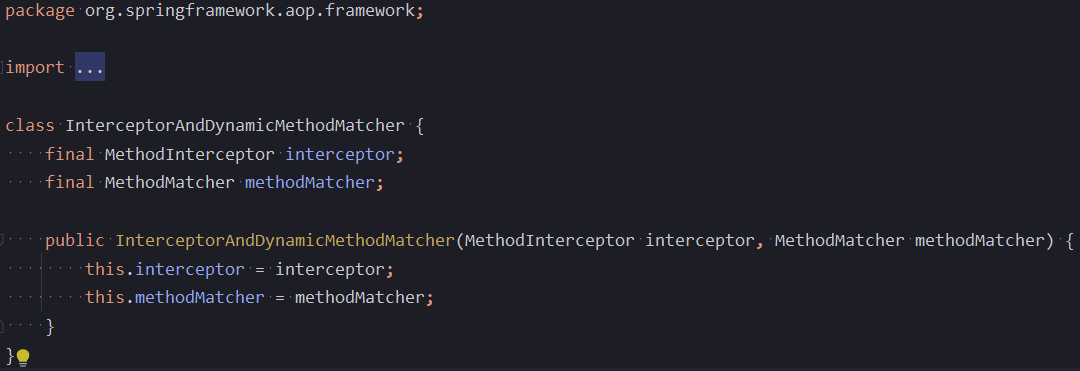 package org.springframework.aop.framework;
import ...
class InterceptorAndDynamicMethodMatcher {
    final MethodInterceptor interceptor;
    final MethodMatcher methodMatcher;
    public InterceptorAndDynamicMethodMatcher(MethodInterceptor interceptor, MethodMatcher methodMatcher) {
        this.interceptor = interceptor;
        this.methodMatcher = methodMatcher;
    }
}